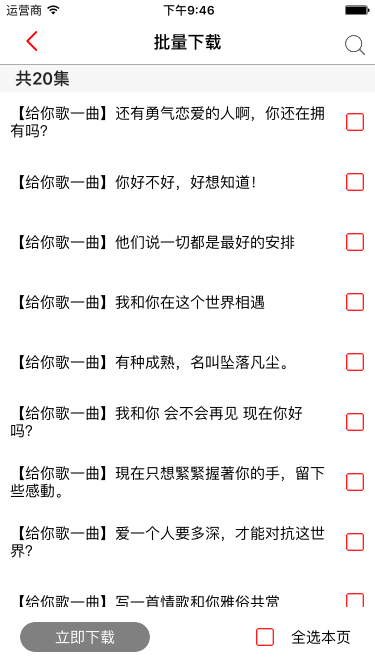 运营商 下午9:46
批量下载
共20集
【给你歌一曲】还有勇气恋爱的人啊，你还在拥
有吗?
【给你歌一曲】你好不好，好想知道！
【给你歌一曲】他们说一切都是最好的安排
【给你歌一曲】我和你在这个世界相遇
【给你歌一曲】有种成熟，名叫坠落凡尘。
【给你歌一曲】我和你 会不会再见 现在你好
吗?
【给你歌一曲】現在只想緊緊握著你的手，留下
些感動。
【给你歌一曲】爱一个人要多深，才能对抗这世
界?
【给你歌一曲】写一首情歌和你雅俗共赏
立即下载 全选本页